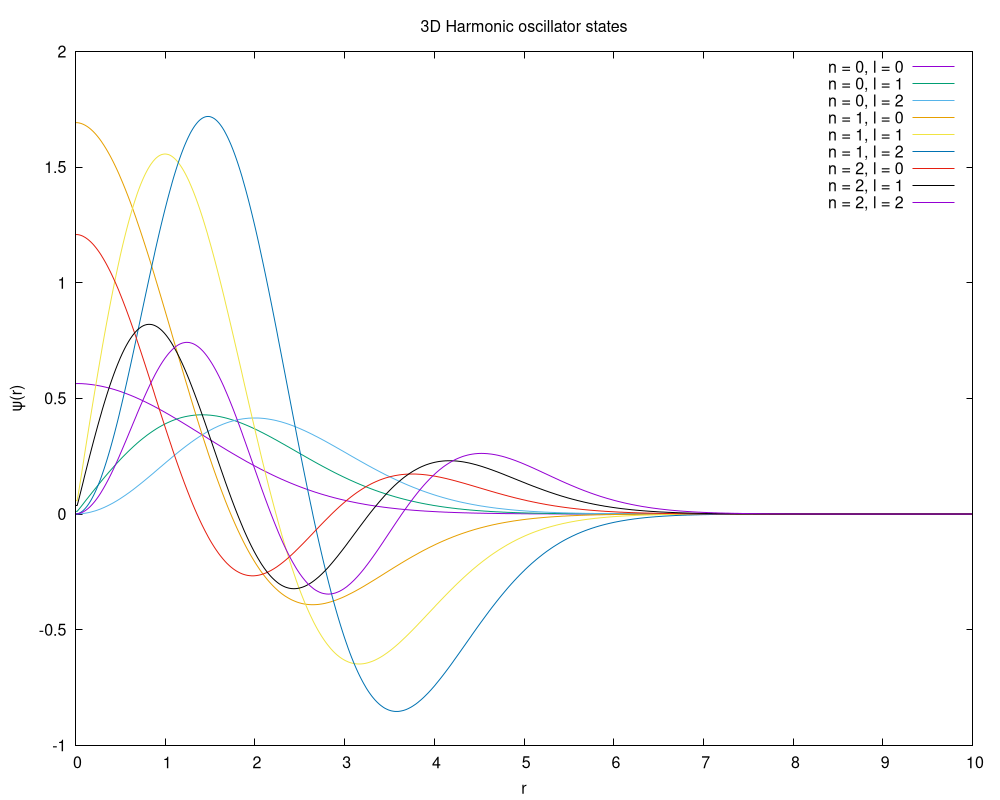 3D Harmonic oscillator states
n = 0, l = 0
n = 0, l = 1
n = 0, l = 2
n = 1, l = 0
n = 1, l = 1
n = 1, l = 2
n = 2, l = 0
n = 2, l = 1
n = 2, l = 2
2
1.5
1
0.5
0
-0.5
-1
ψ(r)
0 1 2 3 4 5 6 7 8 9 10
r